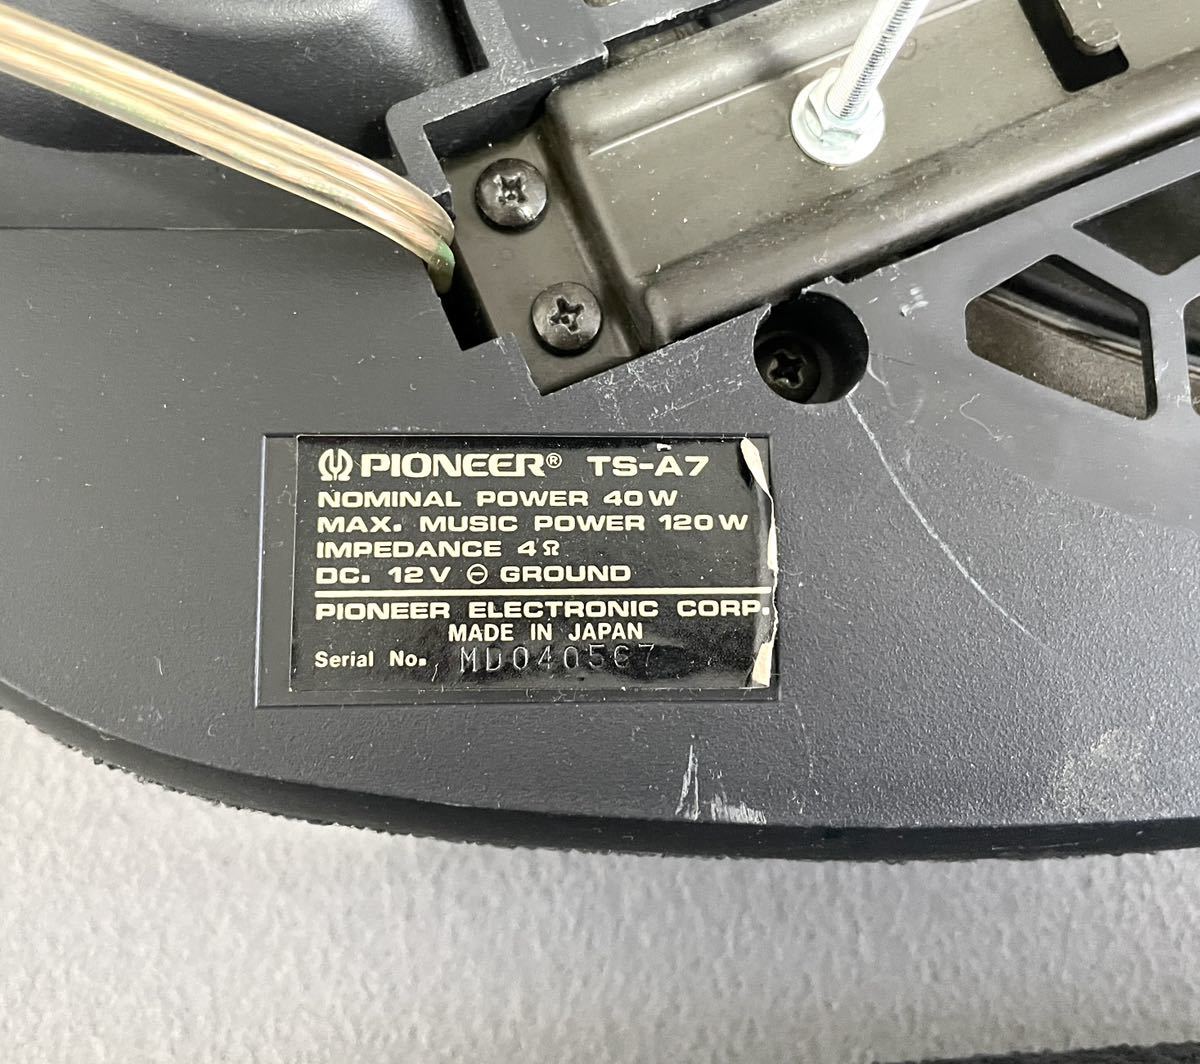 PIONEER® TS-A7
NOMINAL POWER 40W
MAX. MUSIC POWER 120W
IMPEDANCE 4Ω
DC. 12V ⊖ GROUND
PIONEER ELECTRONIC CORP.
MADE IN JAPAN
Serial No.